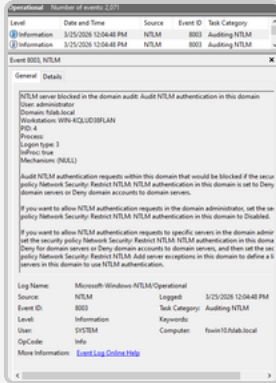 Operational Number of events: 2,071
Level Date and Time Source Event ID Task Category
Information 3/25/2026 12:04:48 PM NTLM 8003 Auditing NTLM
Information 3/25/2026 12:04:48 PM NTLM 8003 Auditing NTLM
Event 8003, NTLM
General Details
NTLM server blocked in the domain audit: Audit NTLM authentication in this domain
User: administrator
Domain: fslab.local
Workstation:
PID: 4
Process:
Logon type: 3
InProc: true
Mechanism: (NULL)
Audit NTLM authentication requests within this domain that would be blocked if the secur
policy Network Security: Restrict NTLM: NTLM authentication in this domain is set to Deny
domain servers or Deny domain accounts to domain servers.
If you want to allow NTLM authentication requests in the domain administrator, set the se
policy Network Security: Restrict NTLM: NTLM authentication in this domain to Disabled.
If you want to allow NTLM authentication requests to specific servers in the domain admir
set the security policy Network Security: Restrict NTLM: NTLM authentication in this doma
Deny for domain servers or Deny domain accounts to domain servers, and then set the sec
policy Network Security: Restrict NTLM: Add server exceptions in this domain to define a li
servers in this domain to use NTLM authentication.
Log Name: Microsoft-Windows-NTLM/Operational
Source: NTLM Logged: 3/25/2026 12:04:48 PM
Event ID: 8003 Task Category: Auditing NTLM
Level: Information Keywords:
User: SYSTEM Computer: fswin10.fslab.local
OpCode: Info
More Information: Event Log Online Help